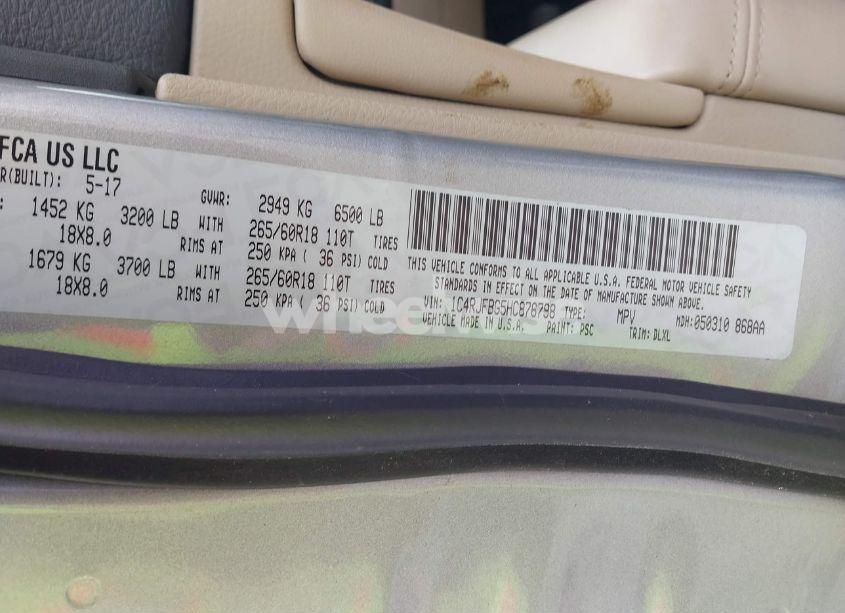 FCA US LLC
R(BUILT): 5-17
GVWR: 2949 KG 6500 LB
: 1452 KG 3200 LB WITH 265/60R18 110T TIRES
18X8.0 RIMS AT 250 KPA ( 36 PSI) COLD
1679 KG 3700 LB WITH 265/60R18 110T TIRES
18X8.0 RIMS AT 250 KPA ( 36 PSI) COLD
THIS VEHICLE CONFORMS TO ALL APPLICABLE U.S.A. FEDERAL MOTOR VEHICLE SAFETY
STANDARDS IN EFFECT ON THE DATE OF MANUFACTURE SHOWN ABOVE.
VIN: 1C4RJFBG5HC878798 TYPE: MPV MDH:050310 868AA
VEHICLE MADE IN U.S.A. PAINT: PSC TRIM: DLXL